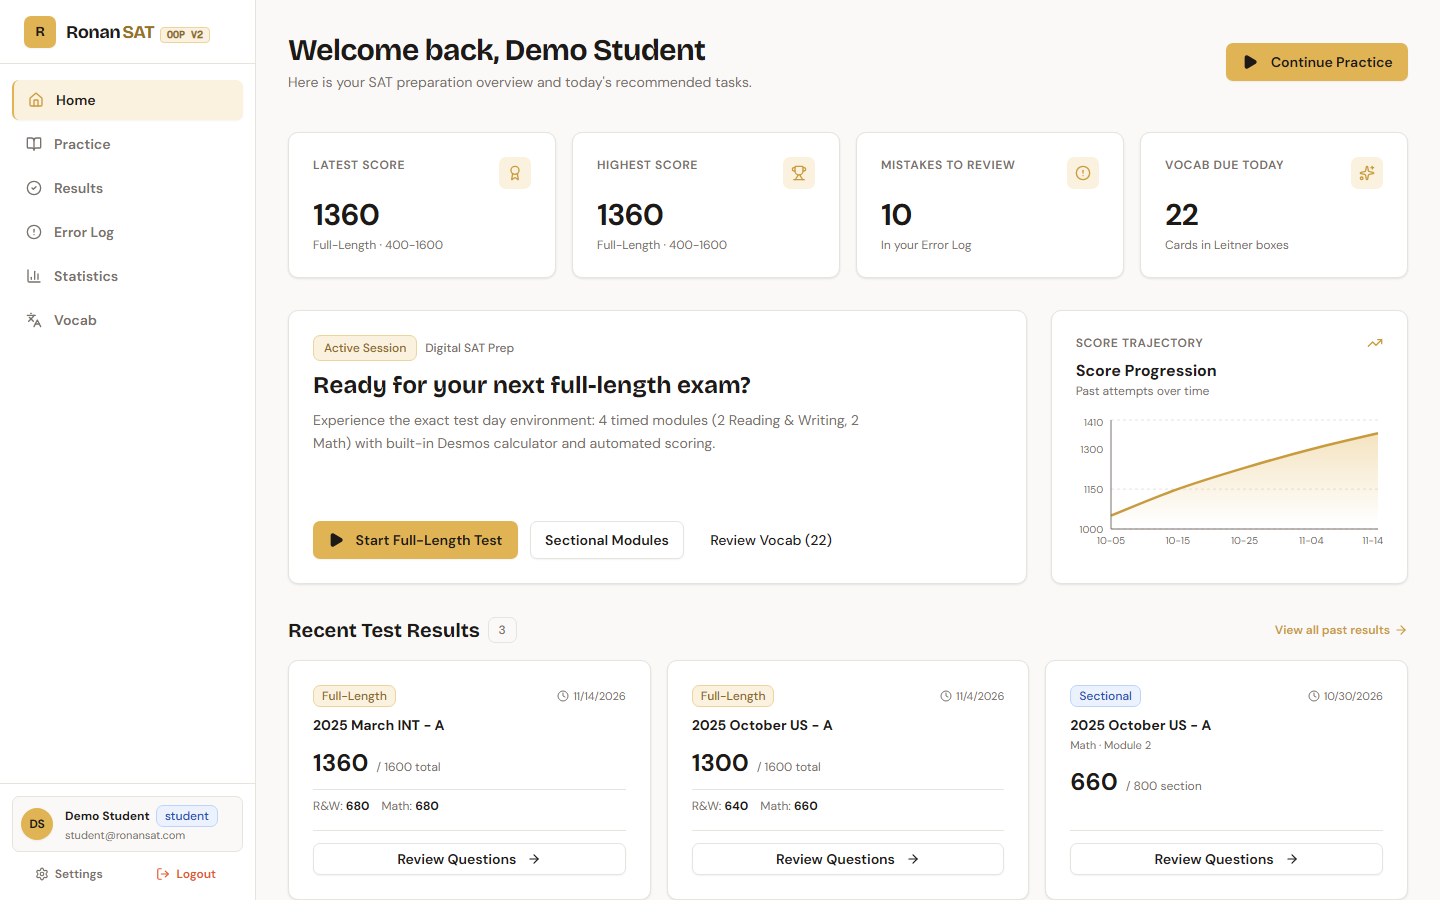 R
RonanSAT OOP V2
Home
Practice
Results
Error Log
Statistics
Vocab
DS
Demo Student student
student@ronansat.com
Settings
Logout
Welcome back, Demo Student
Here is your SAT preparation overview and today's recommended tasks.
Continue Practice
LATEST SCORE
1360
Full-Length · 400-1600
HIGHEST SCORE
1360
Full-Length · 400-1600
MISTAKES TO REVIEW
10
In your Error Log
VOCAB DUE TODAY
22
Cards in Leitner boxes
Active Session Digital SAT Prep
Ready for your next full-length exam?
Experience the exact test day environment: 4 timed modules (2 Reading & Writing, 2
Math) with built-in Desmos calculator and automated scoring.
Start Full-Length Test
Sectional Modules
Review Vocab (22)
SCORE TRAJECTORY
Score Progression
Past attempts over time
1410
1300
1150
1000
10-05 10-15 10-25 11-04 11-14
Recent Test Results 3
View all past results
Full-Length 11/14/2026
2025 March INT - A
1360 / 1600 total
R&W: 680 Math: 680
Review Questions
Full-Length 11/4/2026
2025 October US - A
1300 / 1600 total
R&W: 640 Math: 660
Review Questions
Sectional 10/30/2026
2025 October US - A
Math · Module 2
660 / 800 section
Review Questions